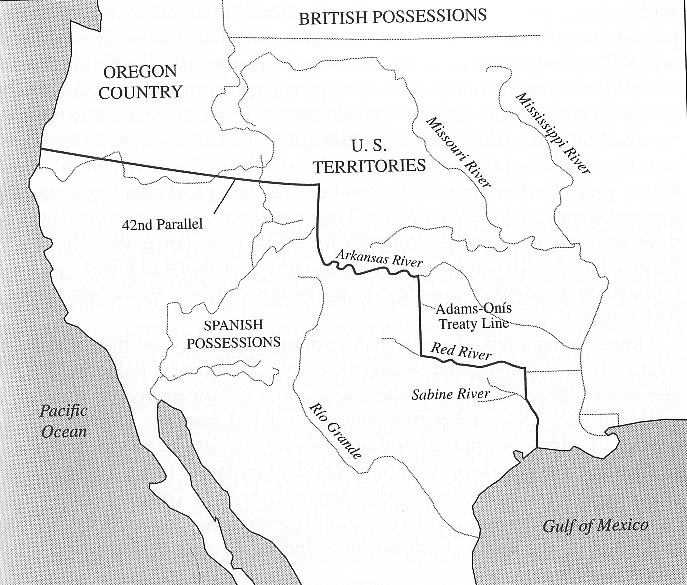 BRITISH POSSESSIONS
OREGON
COUNTRY
Mississippi River
Missouri River
U. S.
TERRITORIES
42nd Parallel
Arkansas River
Adams-Onís
Treaty Line
SPANISH
POSSESSIONS
Red River
Sabine River
Rio Grande
Pacific
Ocean
Gulf of Mexico